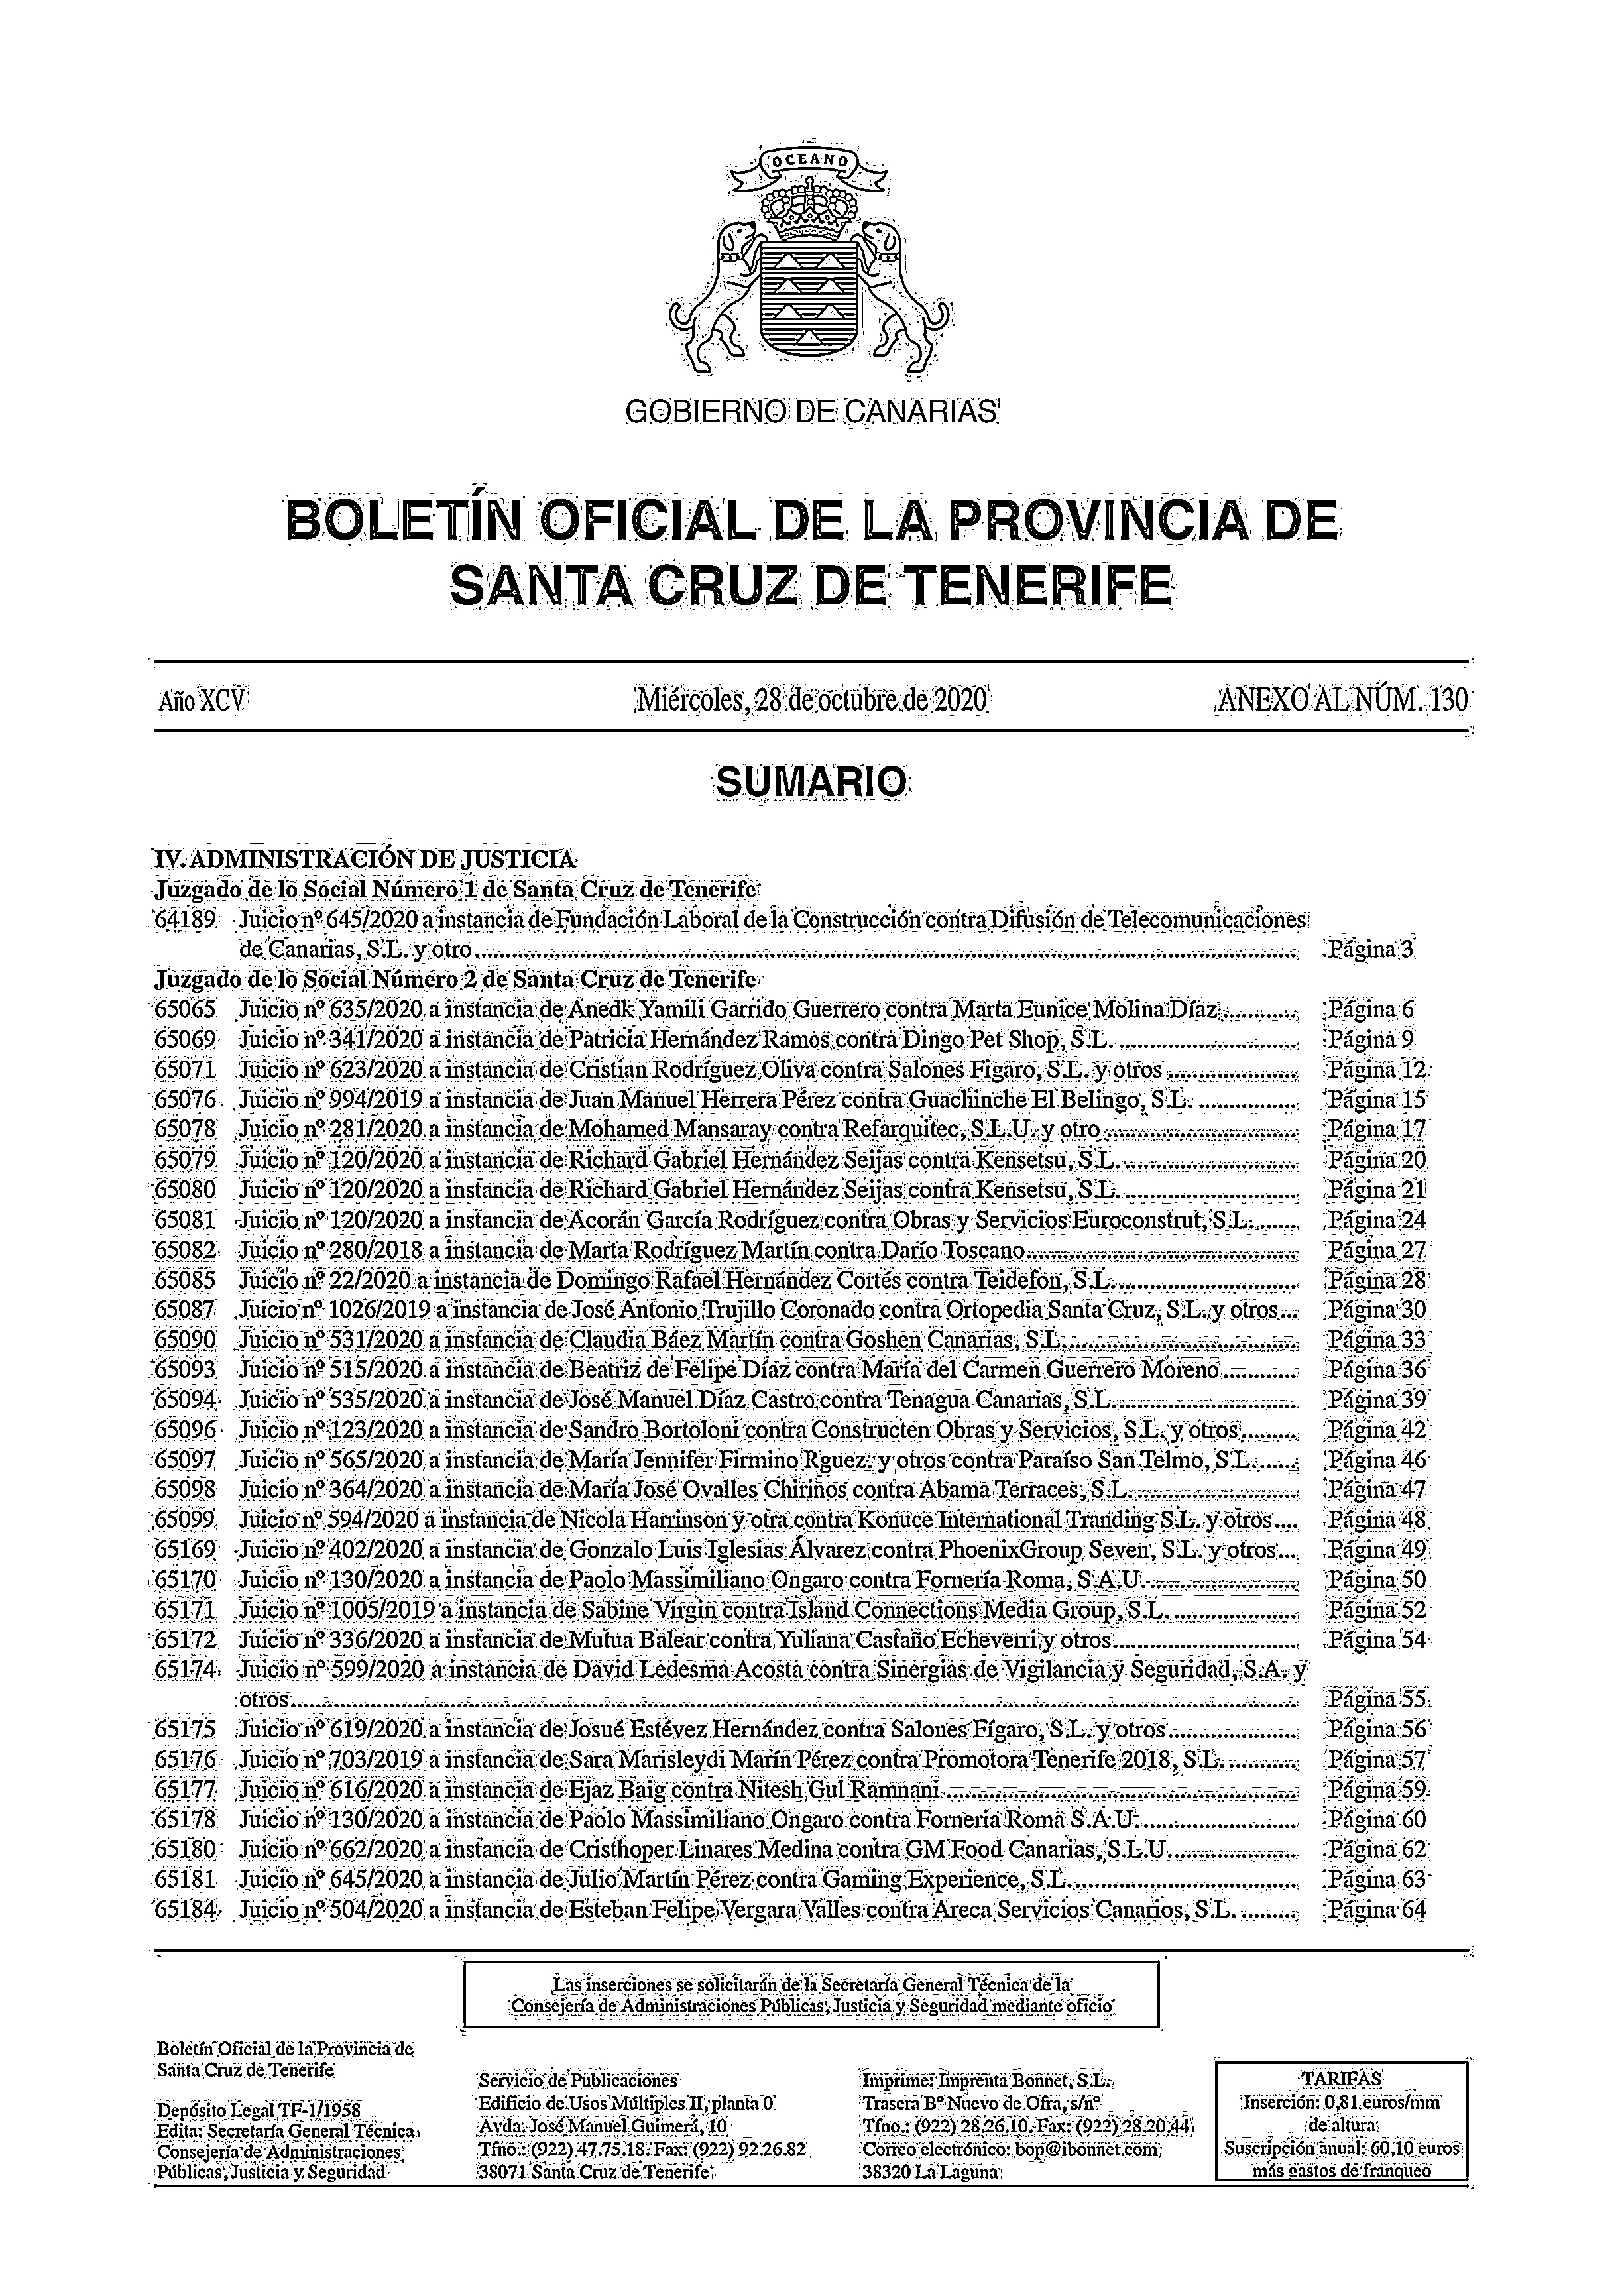 OCEANO
GOBIERNO DE CANARIAS
BOLETÍN OFICIAL DE LA PROVINCIA DE
SANTA CRUZ DE TENERIFE
Año XCV Miércoles, 28 de octubre de 2020 ANEXO AL NÚM. 130
SUMARIO
IV. ADMINISTRACIÓN DE JUSTICIA
Juzgado de lo Social Número 1 de Santa Cruz de Tenerife
64189 Juicio nº 645/2020 a instancia de Fundación Laboral de la Construcción contra Difusión de Telecomunicaciones
de Canarias, S.L. y otro Página 3
Juzgado de lo Social Número 2 de Santa Cruz de Tenerife
65065 Juicio nº 635/2020 a instancia de Anedk Yamili Garrido Guerrero contra Marta Eunice Molina Díaz Página 6
65069 Juicio nº 341/2020 a instancia de Patricia Hernández Ramos contra Dingo Pet Shop, S.L. Página 9
65071 Juicio nº 623/2020 a instancia de Cristian Rodríguez Oliva contra Salones Figaro, S.L. y otros Página 12
65076 Juicio nº 994/2019 a instancia de Juan Manuel Herrera Pérez contra Guachinche El Belingo, S.L. Página 15
65078 Juicio nº 281/2020 a instancia de Mohamed Mansaray contra Refarquitec, S.L.U. y otro Página 17
65079 Juicio nº 120/2020 a instancia de Richard Gabriel Hernández Seijas contra Kensetsu, S.L. Página 20
65080 Juicio nº 120/2020 a instancia de Richard Gabriel Hernández Seijas contra Kensetsu, S.L. Página 21
65081 Juicio nº 120/2020 a instancia de Acorán García Rodríguez contra Obras y Servicios Euroconstrut, S.L. Página 24
65082 Juicio nº 280/2018 a instancia de Marta Rodríguez Martín contra Darío Toscano Página 27
65085 Juicio nº 22/2020 a instancia de Domingo Rafael Hernández Cortés contra Teidefon, S.L. Página 28
65087 Juicio nº 1026/2019 a instancia de José Antonio Trujillo Coronado contra Ortopedia Santa Cruz, S.L. y otros Página 30
65090 Juicio nº 531/2020 a instancia de Claudia Báez Martín contra Goshen Canarias, S.L. Página 33
65093 Juicio nº 515/2020 a instancia de Beatriz de Felipe Díaz contra María del Carmen Guerrero Moreno Página 36
65094 Juicio nº 535/2020 a instancia de José Manuel Díaz Castro contra Tenagua Canarias, S.L. Página 39
65096 Juicio nº 123/2020 a instancia de Sandro Bortoloni contra Constructen Obras y Servicios, S.L. y otros Página 42
65097 Juicio nº 565/2020 a instancia de María Jennifer Firmino Rguez. y otros contra Paraíso San Telmo, S.L. Página 46
65098 Juicio nº 364/2020 a instancia de María José Ovalles Chirinos contra Abama Terraces, S.L. Página 47
65099 Juicio nº 594/2020 a instancia de Nicola Harrinson y otra contra Konuce International Tranding S.L. y otros Página 48
65169 Juicio nº 402/2020 a instancia de Gonzalo Luis Iglesias Álvarez contra PhoenixGroup Seven, S.L. y otros Página 49
65170 Juicio nº 130/2020 a instancia de Paolo Massimiliano Ongaro contra Fornería Roma, S.A.U. Página 50
65171 Juicio nº 1005/2019 a instancia de Sabine Virgin contra Island Connections Media Group, S.L. Página 52
65172 Juicio nº 336/2020 a instancia de Mutua Balear contra Yuliana Castaño Echeverri y otros Página 54
65174 Juicio nº 599/2020 a instancia de David Ledesma Acosta contra Sinergias de Vigilancia y Seguridad, S.A. y
otros Página 55
65175 Juicio nº 619/2020 a instancia de Josué Estévez Hernández contra Salones Fígaro, S.L. y otros Página 56
65176 Juicio nº 703/2019 a instancia de Sara Marisleydi Marín Pérez contra Promotora Tenerife 2018, S.L. Página 57
65177 Juicio nº 616/2020 a instancia de Ejaz Baig contra Nitesh Gul Ramnani Página 59
65178 Juicio nº 130/2020 a instancia de Paolo Massimiliano Ongaro contra Forneria Roma S.A.U. Página 60
65180 Juicio nº 662/2020 a instancia de Cristhoper Linares Medina contra GM Food Canarias, S.L.U. Página 62
65181 Juicio nº 645/2020 a instancia de Julio Martín Pérez contra Gaming Experience, S.L. Página 63
65184 Juicio nº 504/2020 a instancia de Esteban Felipe Vergara Valles contra Areca Servicios Canarios, S.L. Página 64
Las inserciones se solicitarán de la Secretaría General Técnica de la
Consejería de Administraciones Públicas, Justicia y Seguridad mediante oficio
Boletín Oficial de la Provincia de
Santa Cruz de Tenerife
Depósito Legal TF-1/1958
Edita: Secretaría General Técnica
Consejería de Administraciones
Públicas, Justicia y Seguridad
Servicio de Publicaciones
Edificio de Usos Múltiples II, planta 0
Avda. José Manuel Guimerá, 10
Tfno.: (922) 47.75.18. Fax: (922) 92.26.82
38071 Santa Cruz de Tenerife
Imprime: Imprenta Bonnet, S.L.
Trasera Bº Nuevo de Ofra, s/nº
Tfno.: (922) 28.26.10. Fax: (922) 28.20.44
Correo electrónico: bop@ibonnet.com
38320 La Laguna
TARIFAS
Inserción: 0,81 euros/mm
de altura
Suscripción anual: 60,10 euros
más gastos de franqueo